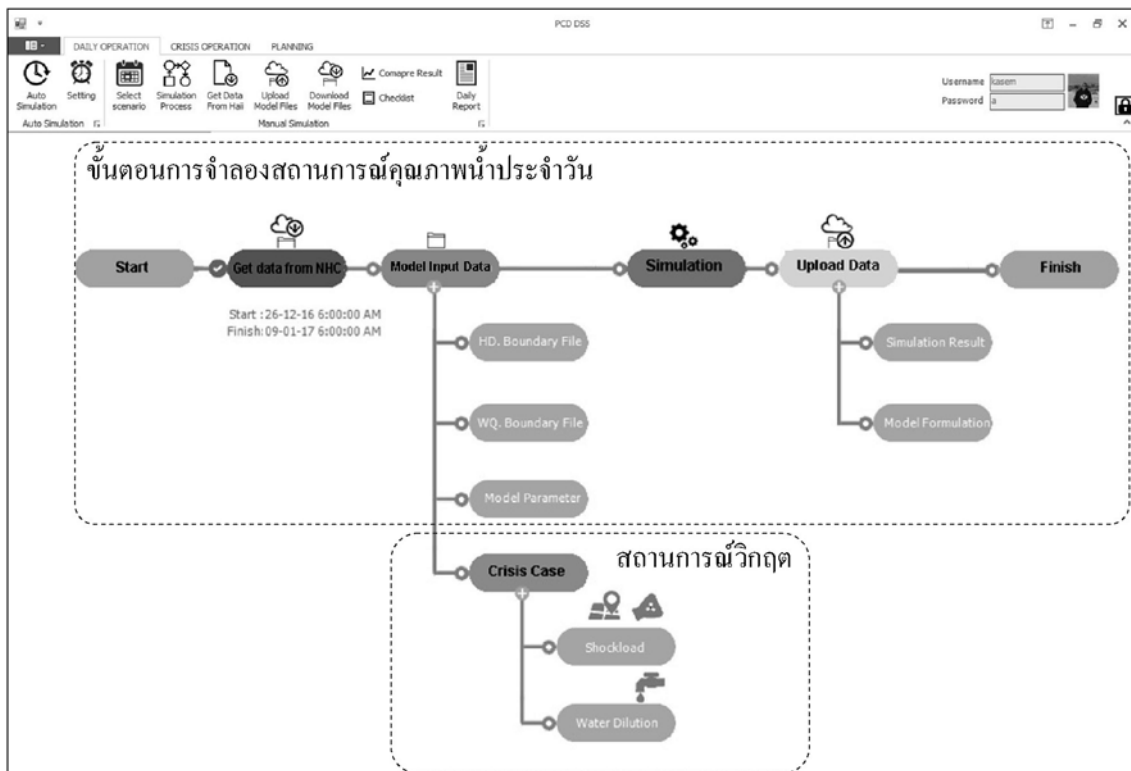 PCD DSS
DAILY OPERATION CRISIS OPERATION PLANNING
Auto Simulation
Setting
Select scenario
Simulation Process
Get Data From Haii
Upload Model Files
Download Model Files
Comapre Result
Checklist
Daily Report
Auto Simulation
Manual Simulation
Username kasem
Password a
ขั้นตอนการจำลองสถานการณ์คุณภาพน้ำประจำวัน
Start
Get data from NHC
Model Input Data
Simulation
Upload Data
Finish
Start : 26-12-16 6:00:00 AM
Finish: 09-01-17 6:00:00 AM
HD. Boundary File
Simulation Result
WQ. Boundary File
Model Formulation
Model Parameter
สถานการณ์วิกฤต
Crisis Case
Shockload
Water Dilution